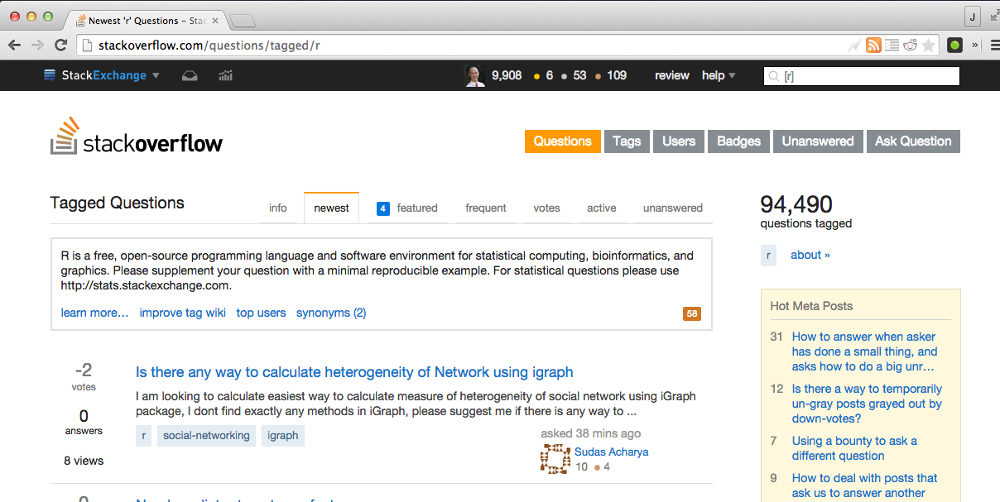 Newest 'r' Questions – Stac
J
stackoverflow.com/questions/tagged/r
»
StackExchange
9,908 6 53 109 review help
[r]
stackoverflow
Questions Tags Users Badges Unanswered Ask Question
Tagged Questions
info newest 4 featured frequent votes active unanswered
R is a free, open-source programming language and software environment for statistical computing, bioinformatics, and
graphics. Please supplement your question with a minimal reproducible example. For statistical questions please use
http://stats.stackexchange.com.
learn more… improve tag wiki top users synonyms (2)
58
-2
votes
0
answers
8 views
Is there any way to calculate heterogeneity of Network using igraph
I am looking to calculate easiest way to calculate measure of heterogeneity of social network using iGraph
package, I dont find exactly any methods in iGraph, please suggest me if there is any way to ...
r social-networking igraph
asked 38 mins ago
Sudas Acharya
10 4
94,490
questions tagged
r about »
Hot Meta Posts
31 How to answer when asker
has done a small thing, and
asks how to do a big unr…
12 Is there a way to temporarily
un-gray posts grayed out by
down-votes?
7 Using a bounty to ask a
different question
9 How to deal with posts that
ask us to answer another